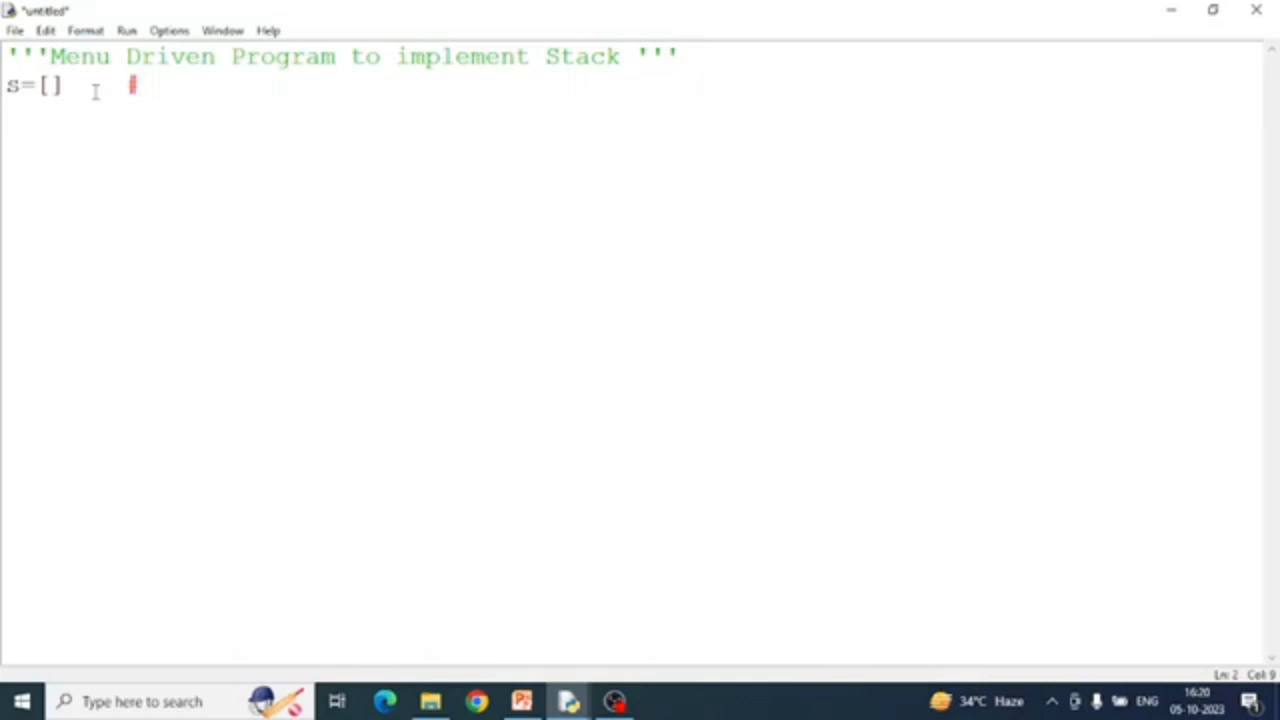 *untitled*
File Edit Format Run Options Window Help
'''Menu Driven Program to implement Stack '''
s=[] #
Ln: 2 Col: 9
Type here to search
34°C Haze
ENG
16:20
05-10-2023